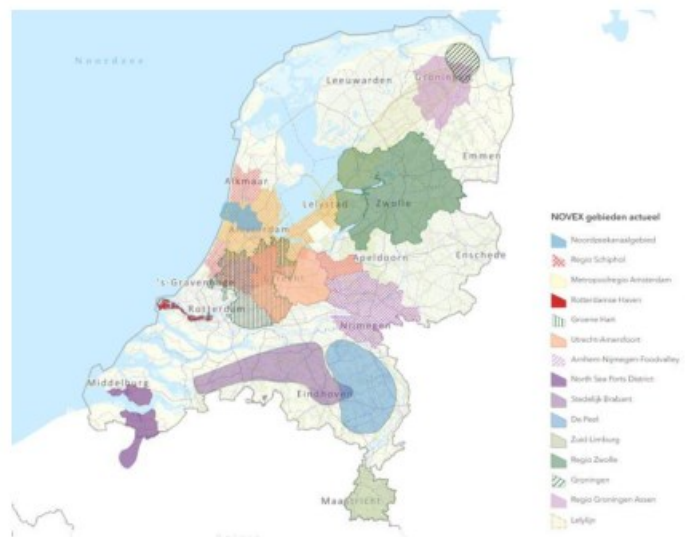 Noordzee
Leeuwarden
Groningen
Emmen
Alkmaar
Lelystad
Zwolle
Amsterdam
Apeldoorn
Enschede
's-Gravenhage
Rotterdam
Nijmegen
Middelburg
Eindhoven
Maastricht
NOVEX gebieden actueel
Noordzeekanaalgebied
Regio Schiphol
Metropoolregio Amsterdam
Rotterdamse Haven
Groene Hart
Utrecht-Amersfoort
Arnhem-Nijmegen-Foodvalley
North Sea Ports District
Stedelijk Brabant
De Peel
Zuid-Limburg
Regio Zwolle
Groningen
Regio Groningen-Assen
Lelylijn